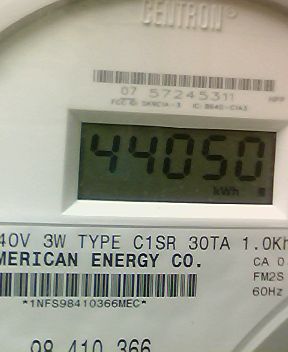 CENTRON®
07 57245311
44050
kWh
40V 3W TYPE C1SR 30TA 1.0Kh
MERICAN ENERGY CO.
CA 0
FM2S
60Hz
*1NFS98410366MEC*
98 410 366